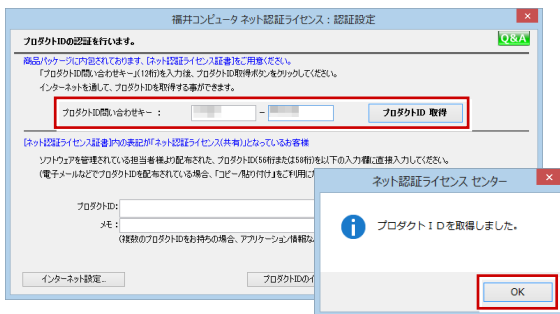 福井コンピュータ ネット認証ライセンス：認証設定
プロダクトIDの認証を行います。
Q&A
商品パッケージに内包されております、[ネット認証ライセンス証書]をご用意ください。
「プロダクトID問い合わせキー」(12桁)を入力後、プロダクトID取得ボタンをクリックしてください。
インターネットを通して、プロダクトIDを取得する事ができます。
プロダクトID問い合わせキー：
－
プロダクトID 取得
[ネット認証ライセンス証書]内の表記が「ネット認証ライセンス(共有)」となっているお客様
ソフトウェアを管理されている担当者様より配布された、プロダクトID(56桁または58桁)を以下の入力欄に直接入力してください。
(電子メールなどでプロダクトIDを配布されている場合、「コピー/貼り付け」をご利用に
プロダクトID:
メモ：
(複数のプロダクトIDをお持ちの場合、アプリケーション情報な
インターネット設定...
プロダクトIDのイ
ネット認証ライセンス センター
プロダクトＩＤを取得しました。
OK